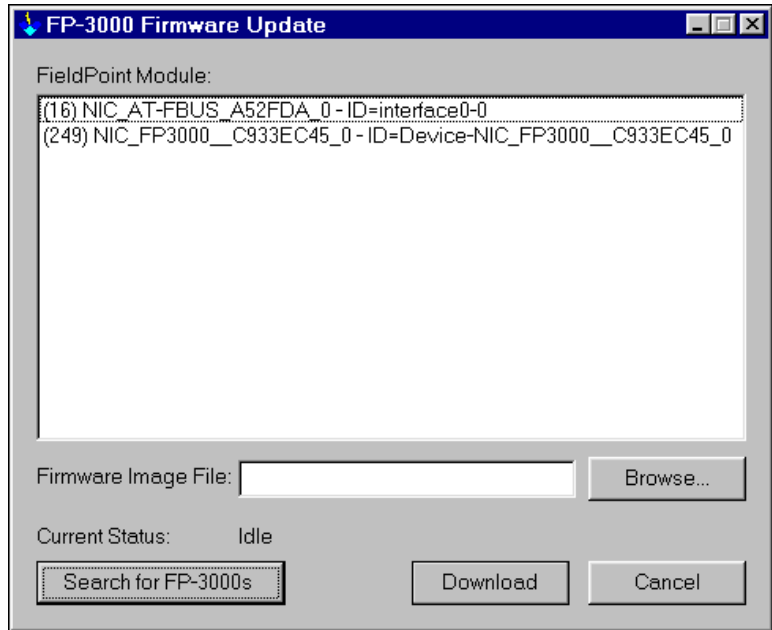 FP-3000 Firmware Update
FieldPoint Module:
(16) NIC_AT-FBUS_A52FDA_0 - ID=interface0-0
(249) NIC_FP3000__C933EC45_0 - ID=Device-NIC_FP3000__C933EC45_0
Firmware Image File:
Browse...
Current Status: Idle
Search for FP-3000s
Download
Cancel